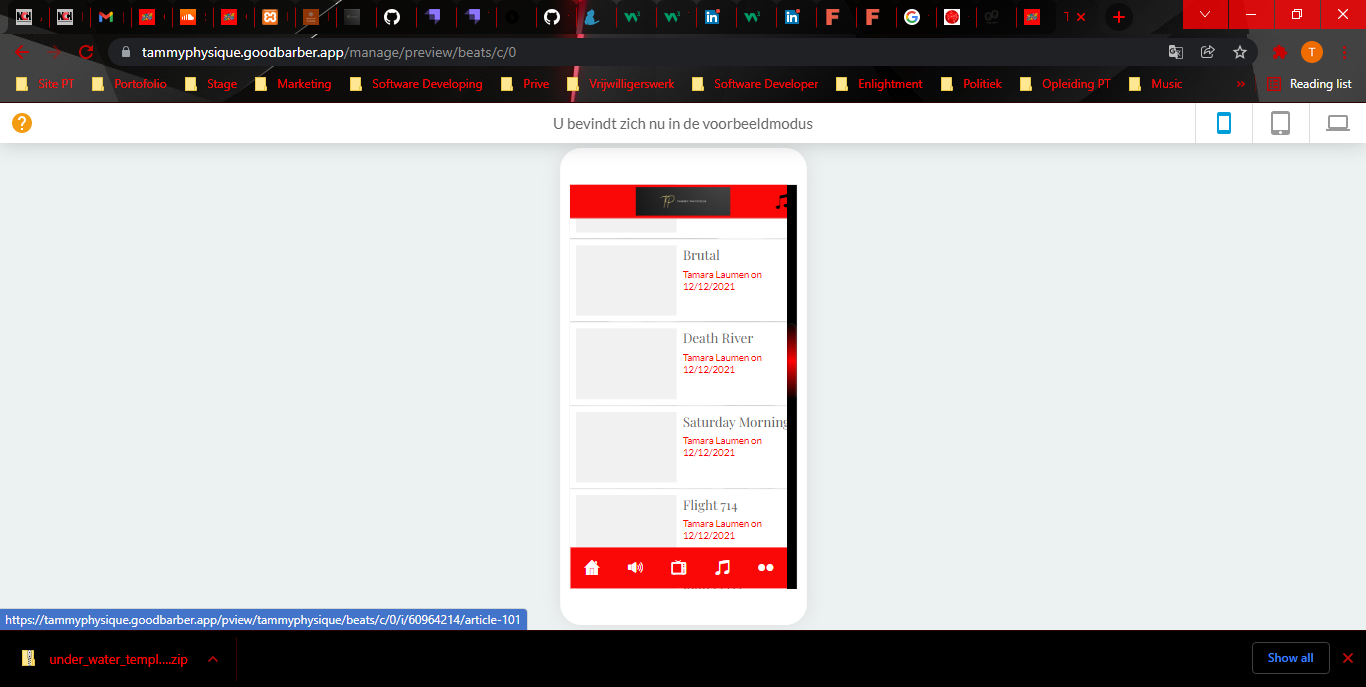 tammyphysique.goodbarber.app/manage/preview/beats/c/0
T
Site PT
Portofolio
Stage
Marketing
Software Developing
Prive
Vrijwilligerswerk
Software Developer
Enlightment
Politiek
Opleiding PT
Music
»
Reading list
?
U bevindt zich nu in de voorbeeldmodus
TP
Brutal
Tamara Laumen on
12/12/2021
Death River
Tamara Laumen on
12/12/2021
Saturday Morning
Tamara Laumen on
12/12/2021
Flight 714
Tamara Laumen on
12/12/2021
https://tammyphysique.goodbarber.app/pview/tammyphysique/beats/c/0/i/60964214/article-101
under_water_templ....zip
Show all